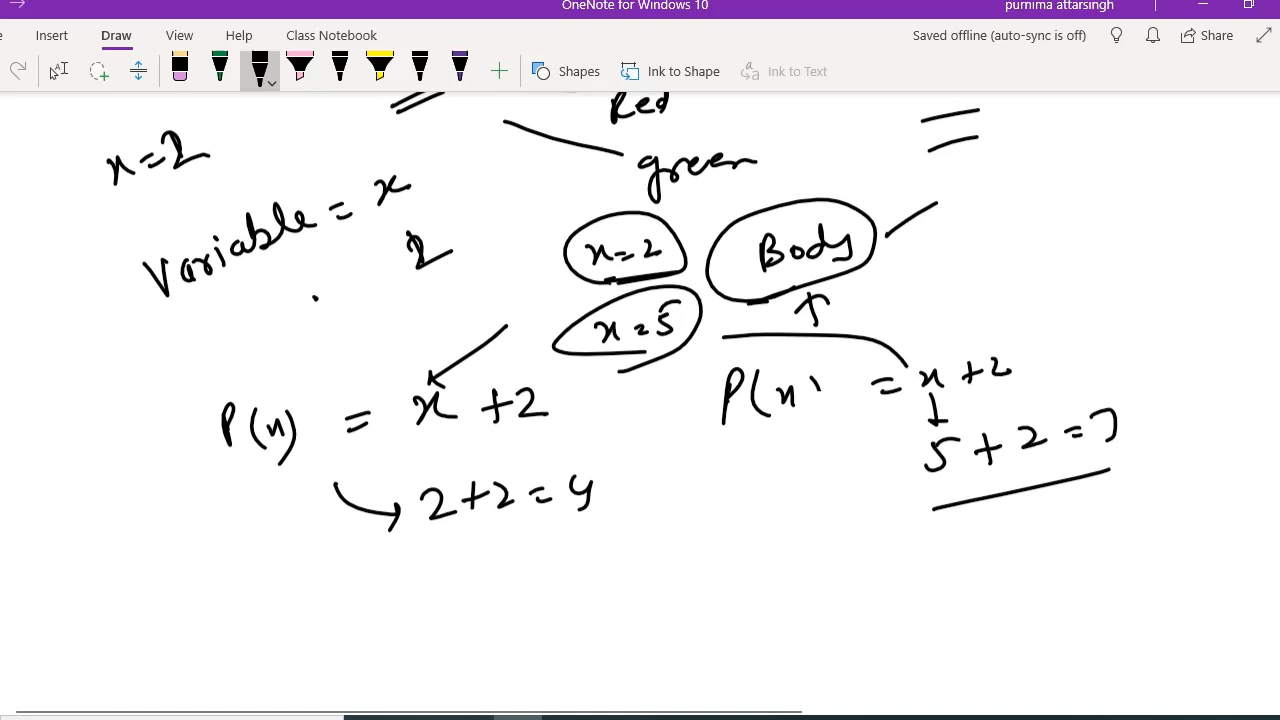 OneNote for Windows 10
purnima attarsingh
Insert Draw View Help Class Notebook
Saved offline (auto-sync is off)
Share
Shapes
Ink to Shape
Ink to Text
Red
green
x=2
Variable = x
2
x=2
Body
x=5
P(x) = x+2
2+2=4
P(x) = x+2
5+2=7